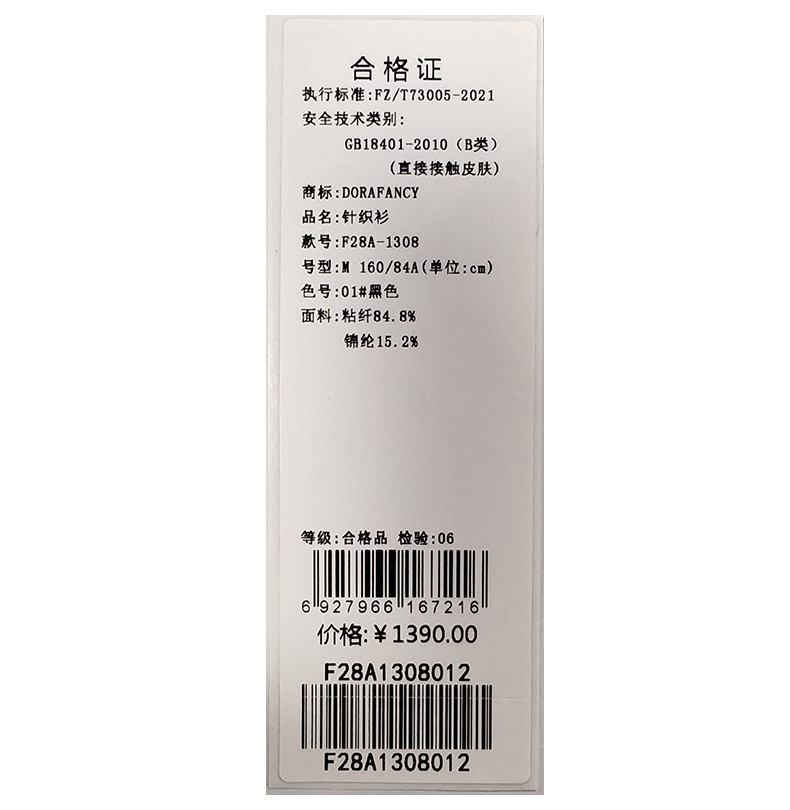 合格证
执行标准:FZ/T73005-2021
安全技术类别:
GB18401-2010（B类）
(直接接触皮肤)
商标:DORAFANCY
品名:针织衫
款号:F28A-1308
号型:M 160/84A(单位:cm)
色号:01#黑色
面料:粘纤84.8%
锦纶15.2%
等级:合格品 检验:06
6 927966 167216
价格:￥1390.00
F28A1308012
F28A1308012